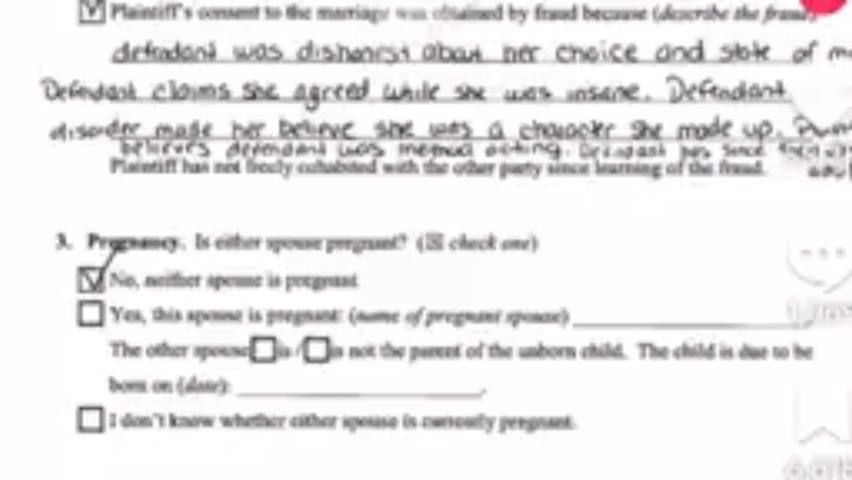 Plaintiff's consent to the marriage was obtained by fraud because (describe the fraud)
defendant was dishonest about her choice and state of
Defendant claims she agreed while she was insane. Defendant
disorder made her believe she was a character she made up.
believes defendant was method acting. Defendant has since then
Plaintiff has not freely cohabited with the other party since learning of the fraud.
3. Pregnancy. Is either spouse pregnant? (☒ check one)
No, neither spouse is pregnant
Yes, this spouse is pregnant: (name of pregnant spouse)
The other spouse is / is not the parent of the unborn child. The child is due to be
born on (date):
I don't know whether either spouse is currently pregnant.